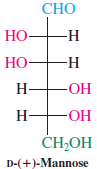 CHO
HO H
HO H
H OH
H OH
CH₂OH
D-(+)-Mannose